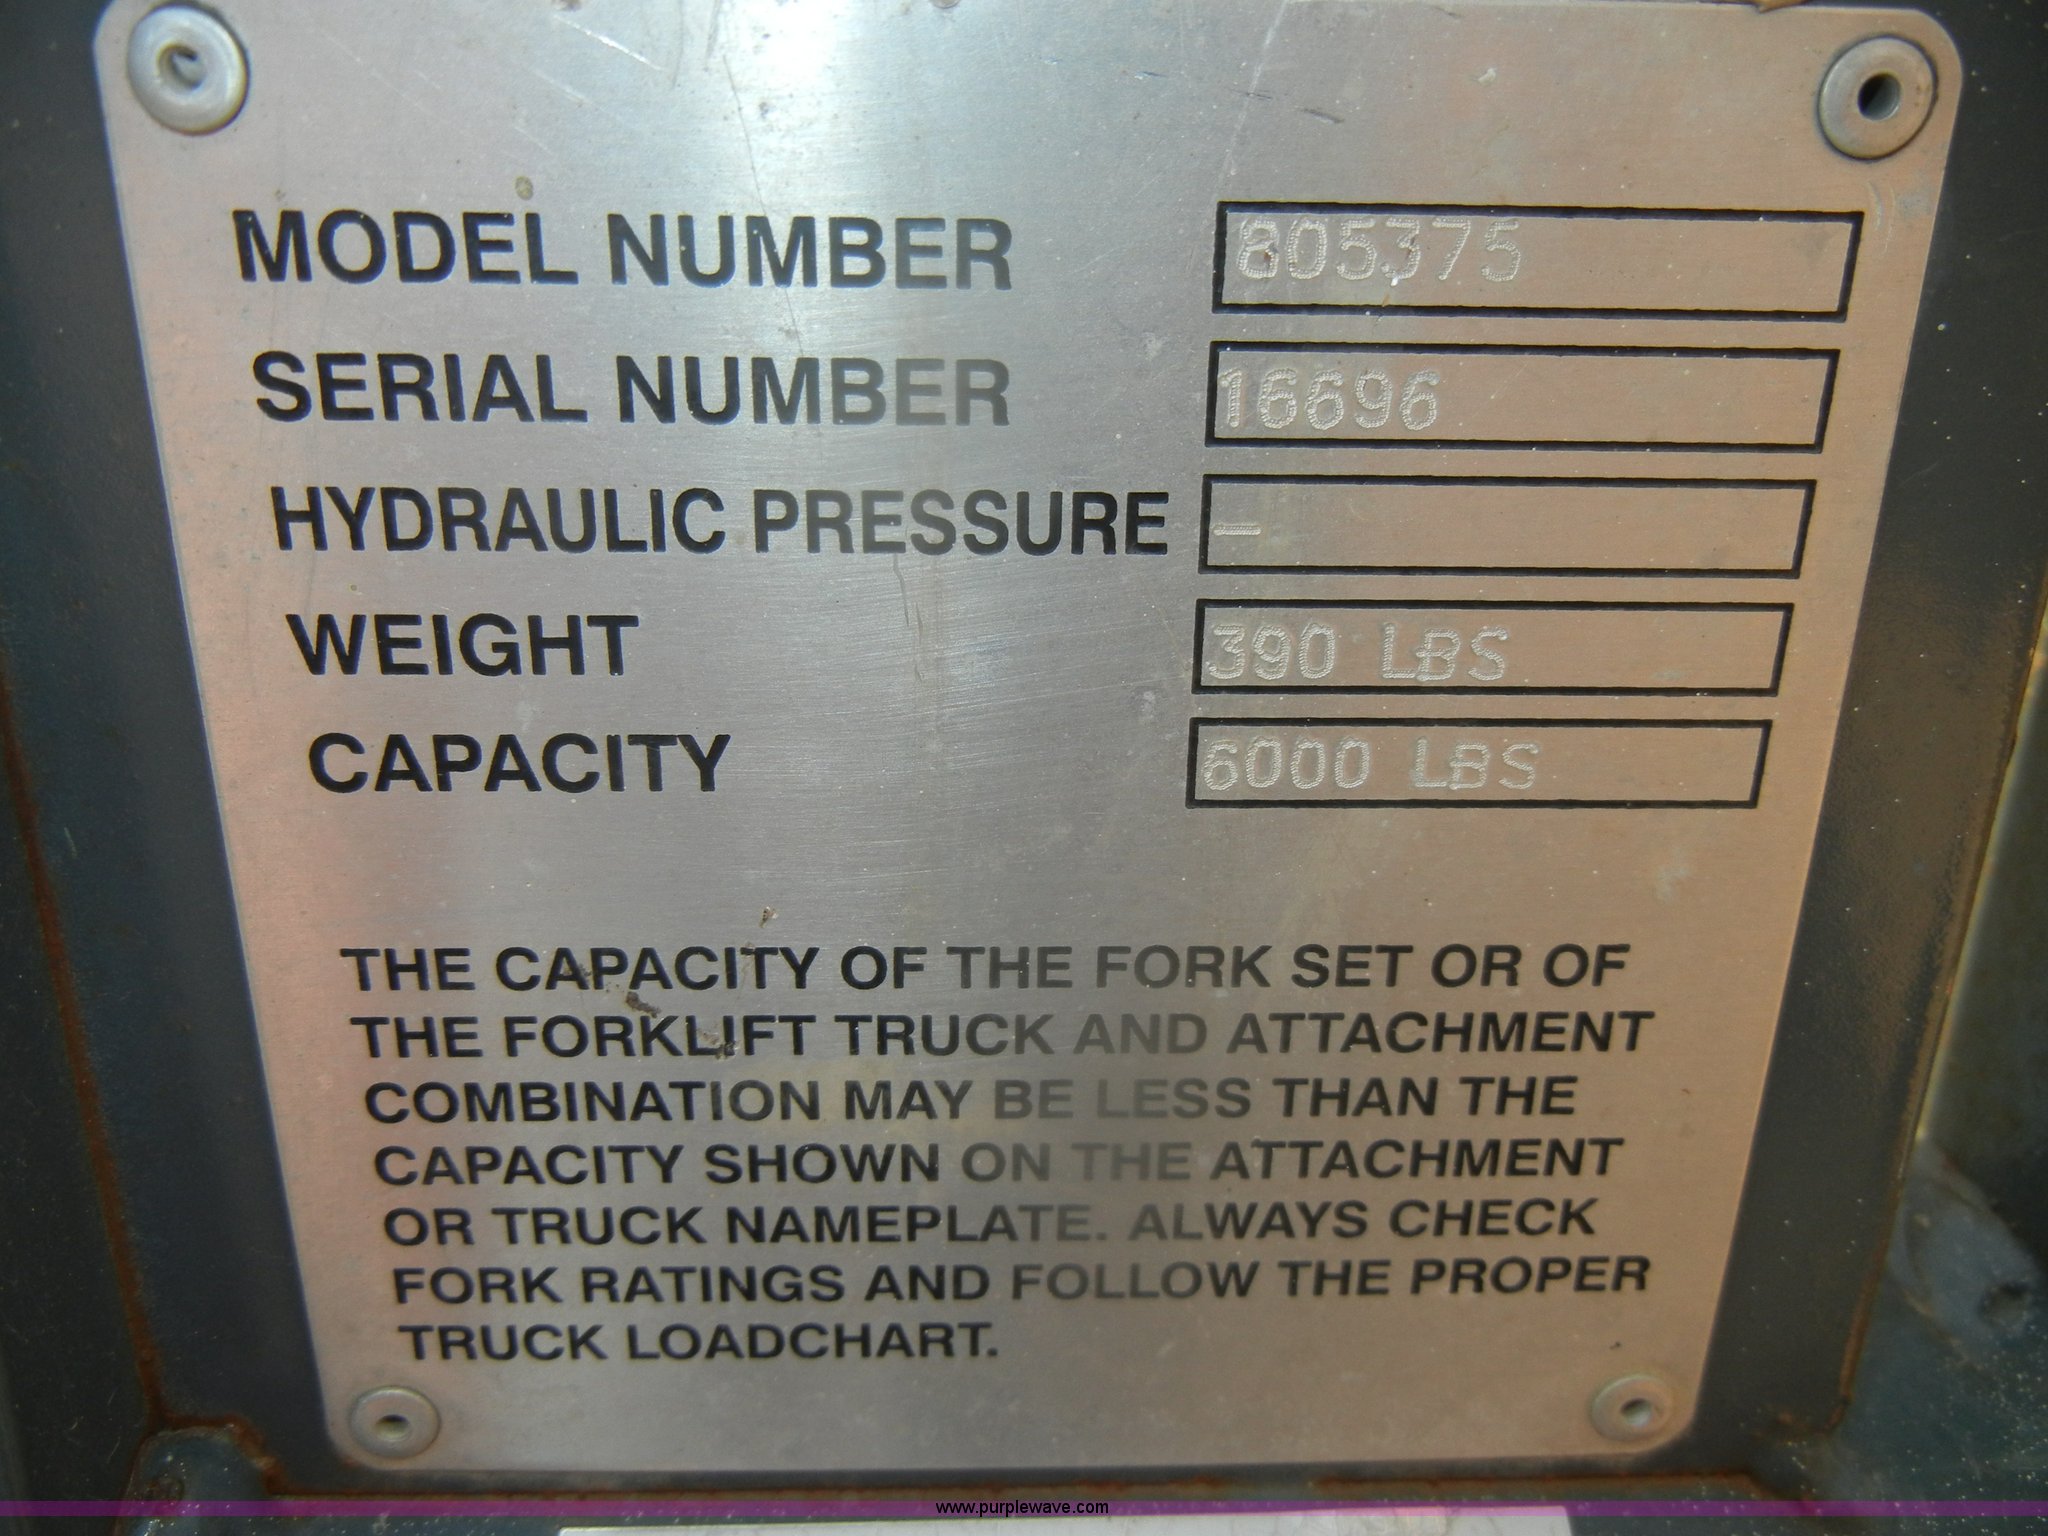 MODEL NUMBER 805375
SERIAL NUMBER 16696
HYDRAULIC PRESSURE —
WEIGHT 390 LBS
CAPACITY 6000 LBS
THE CAPACITY OF THE FORK SET OR OF
THE FORKLIFT TRUCK AND ATTACHMENT
COMBINATION MAY BE LESS THAN THE
CAPACITY SHOWN ON THE ATTACHMENT
OR TRUCK NAMEPLATE. ALWAYS CHECK
FORK RATINGS AND FOLLOW THE PROPER
TRUCK LOADCHART.
www.purplewave.com